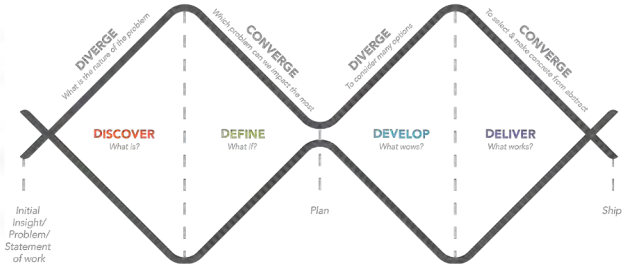 DIVERGE
What is the nature of the problem
CONVERGE
Which problem can we impact the most
DIVERGE
To consider many options
CONVERGE
To select & make concrete from abstract
DISCOVER
What is?
DEFINE
What if?
DEVELOP
What wows?
DELIVER
What works?
Initial
Insight/
Problem/
Statement
of work
Plan
Ship